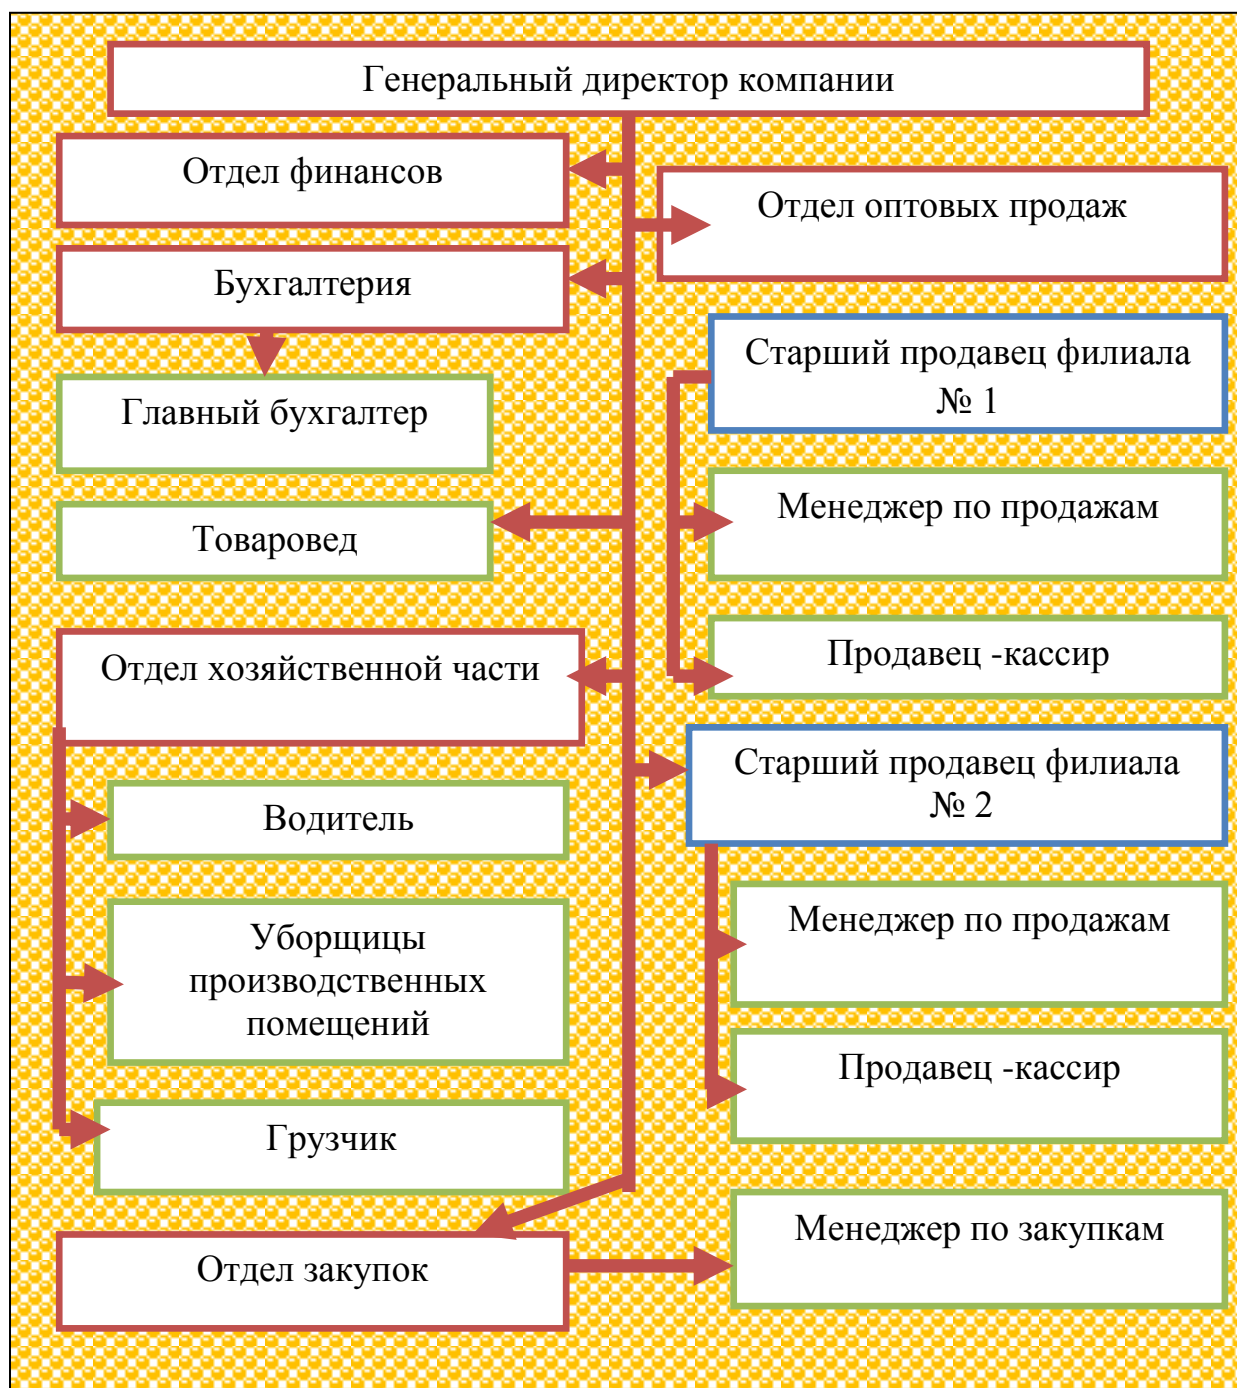 Генеральный директор компании
Отдел финансов
Отдел оптовых продаж
Бухгалтерия
Старший продавец филиала
№ 1
Главный бухгалтер
Менеджер по продажам
Товаровед
Продавец -кассир
Отдел хозяйственной части
Старший продавец филиала
№ 2
Водитель
Менеджер по продажам
Уборщицы
производственных
помещений
Продавец -кассир
Грузчик
Менеджер по закупкам
Отдел закупок